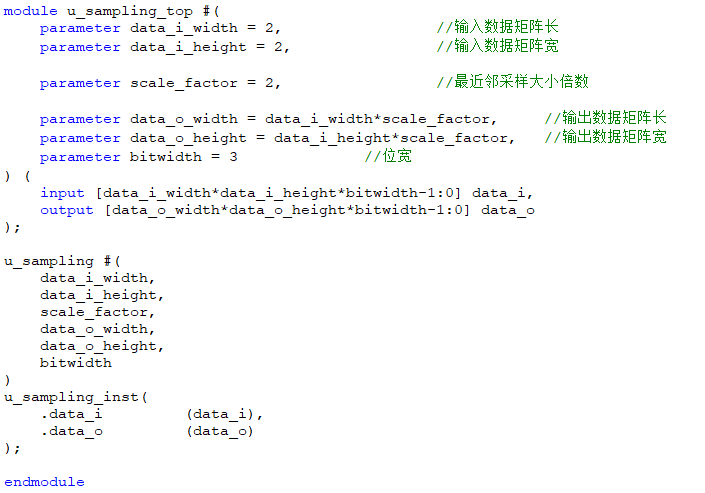 module u_sampling_top #(
    parameter data_i_width = 2,                 //输入数据矩阵长
    parameter data_i_height = 2,                //输入数据矩阵宽

    parameter scale_factor = 2,                 //最近邻采样大小倍数

    parameter data_o_width = data_i_width*scale_factor,     //输出数据矩阵长
    parameter data_o_height = data_i_height*scale_factor,   //输出数据矩阵宽
    parameter bitwidth = 3              //位宽
) (
    input [data_i_width*data_i_height*bitwidth-1:0] data_i,
    output [data_o_width*data_o_height*bitwidth-1:0] data_o
);

u_sampling #(
    data_i_width,
    data_i_height,
    scale_factor,
    data_o_width,
    data_o_height,
    bitwidth
)
u_sampling_inst(
    .data_i         (data_i),
    .data_o         (data_o)
);

endmodule